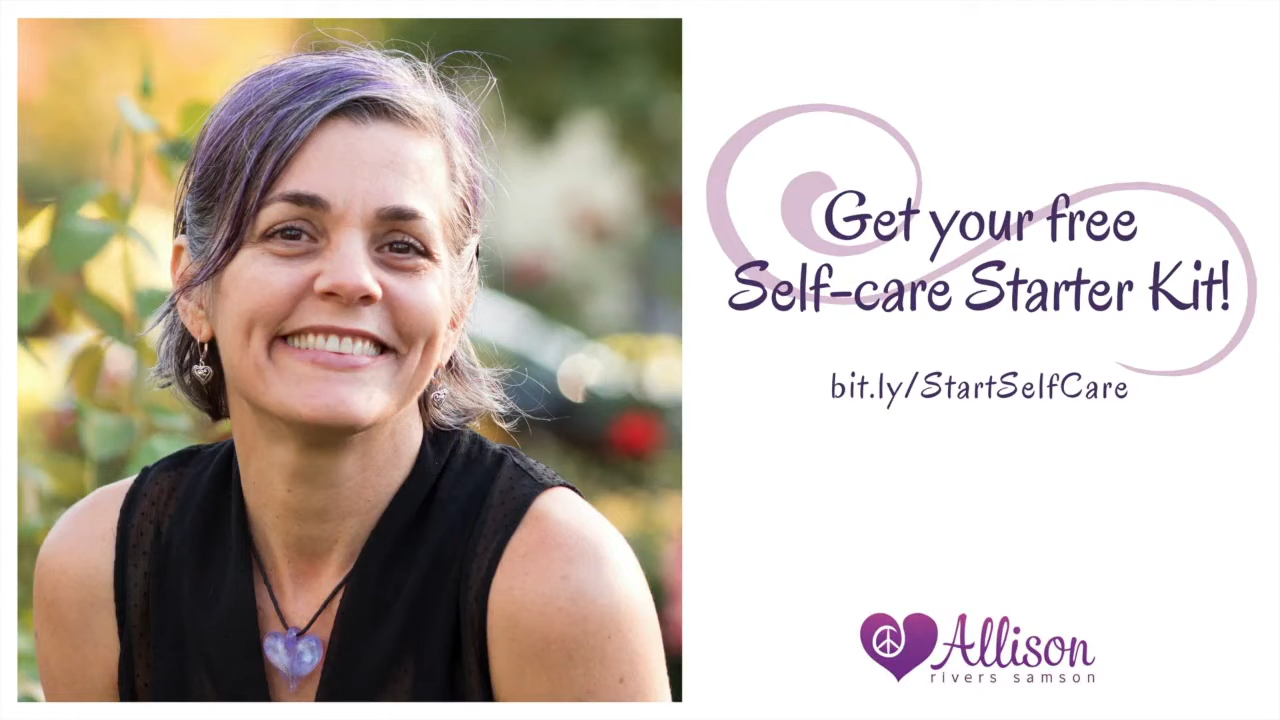 Get your free
Self-care Starter Kit!
bit.ly/StartSelfCare
Allison
rivers samson